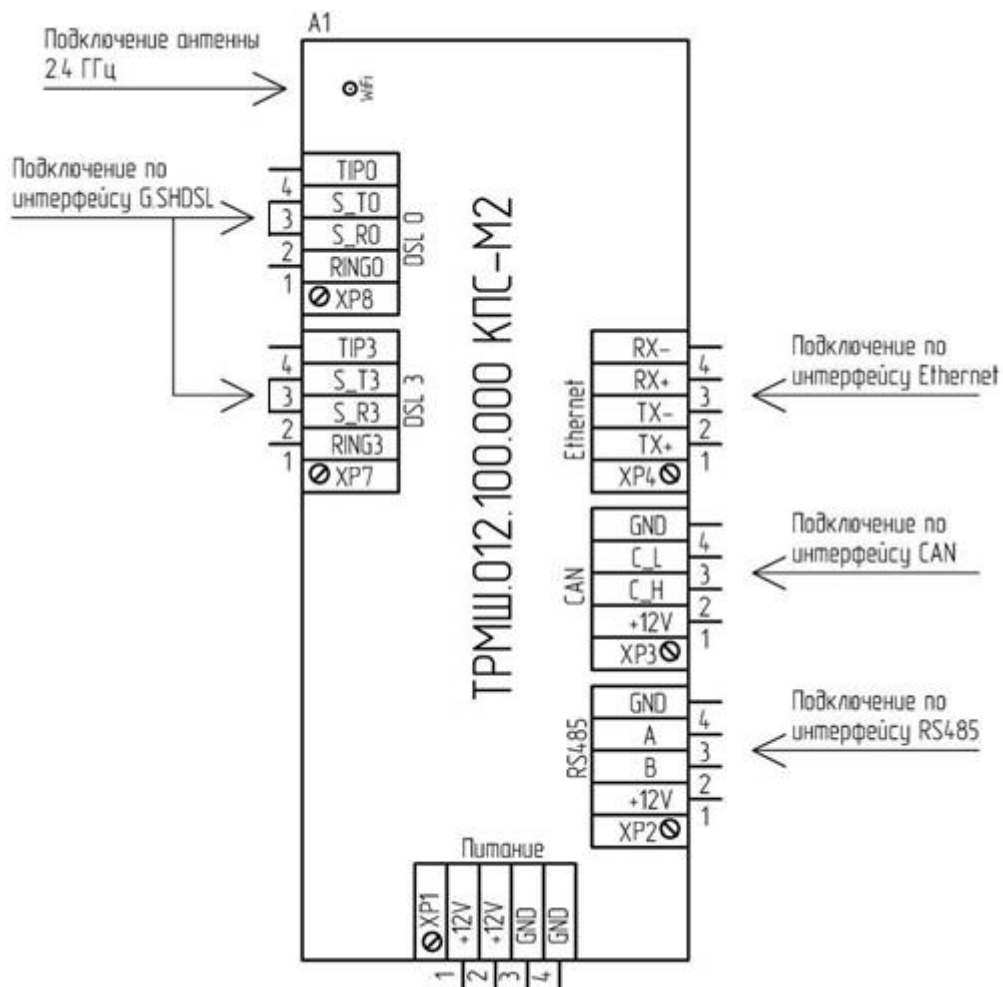 A1
Подключение антенны
2.4 ГГц
WiFi
Подключение по
интерфейсу G.SHDSL
TIP0
4
S_T0
3
S_R0
2
RING0
1
XP8
DSL 0
TIP3
4
S_T3
3
S_R3
2
RING3
1
XP7
DSL 3
ТРМШ.012.100.000 КПС-М2
Ethernet
RX-
4
RX+
3
TX-
2
TX+
1
XP4
Подключение по
интерфейсу Ethernet
CAN
GND
4
C_L
3
C_H
2
+12V
1
XP3
Подключение по
интерфейсу CAN
RS485
GND
4
A
3
B
2
+12V
1
XP2
Подключение по
интерфейсу RS485
Питание
XP1
+12V
+12V
GND
GND
1
2
3
4